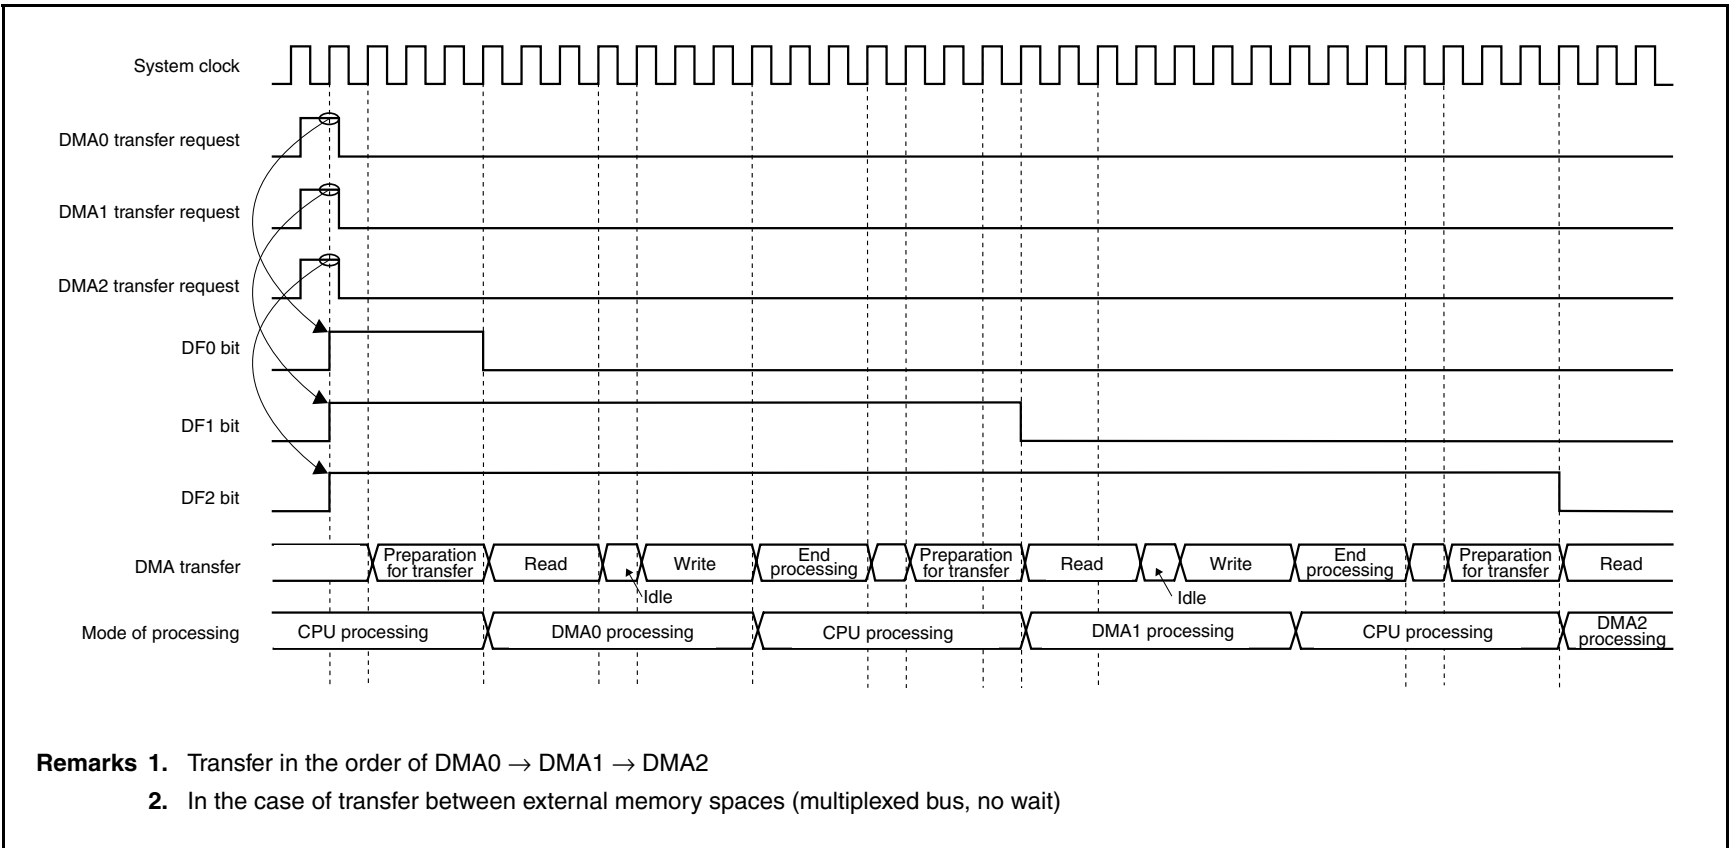 System clock
DMA0 transfer request
DMA1 transfer request
DMA2 transfer request
DF0 bit
DF1 bit
DF2 bit
DMA transfer
Preparation
for transfer
Read
Idle
Write
End
processing
Preparation
for transfer
Read
Idle
Write
End
processing
Preparation
for transfer
Read
Mode of processing
CPU processing
DMA0 processing
CPU processing
DMA1 processing
CPU processing
DMA2
processing
Remarks 1. Transfer in the order of DMA0 → DMA1 → DMA2
2. In the case of transfer between external memory spaces (multiplexed bus, no wait)